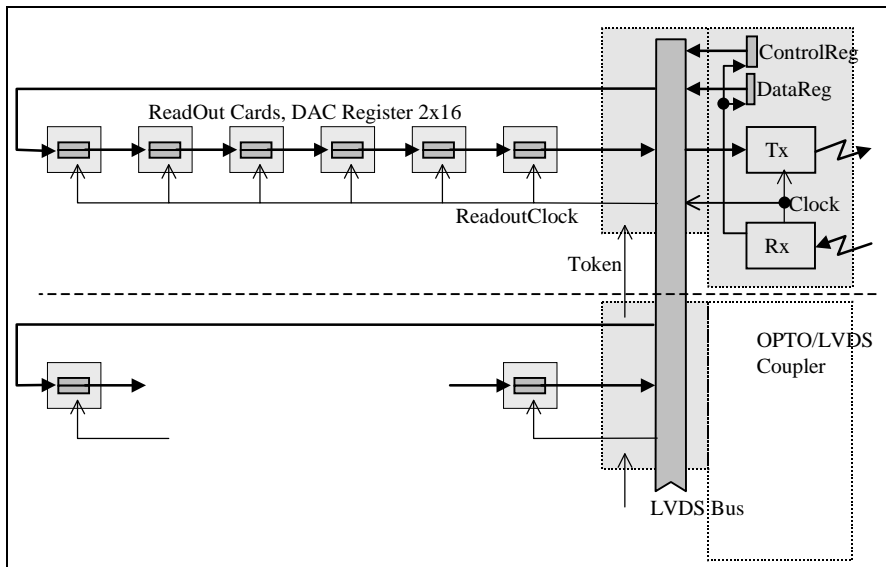 ControlReg
DataReg
ReadOut Cards, DAC Register 2x16
Tx
Clock
ReadoutClock
Rx
Token
OPTO/LVDS
Coupler
LVDS Bus